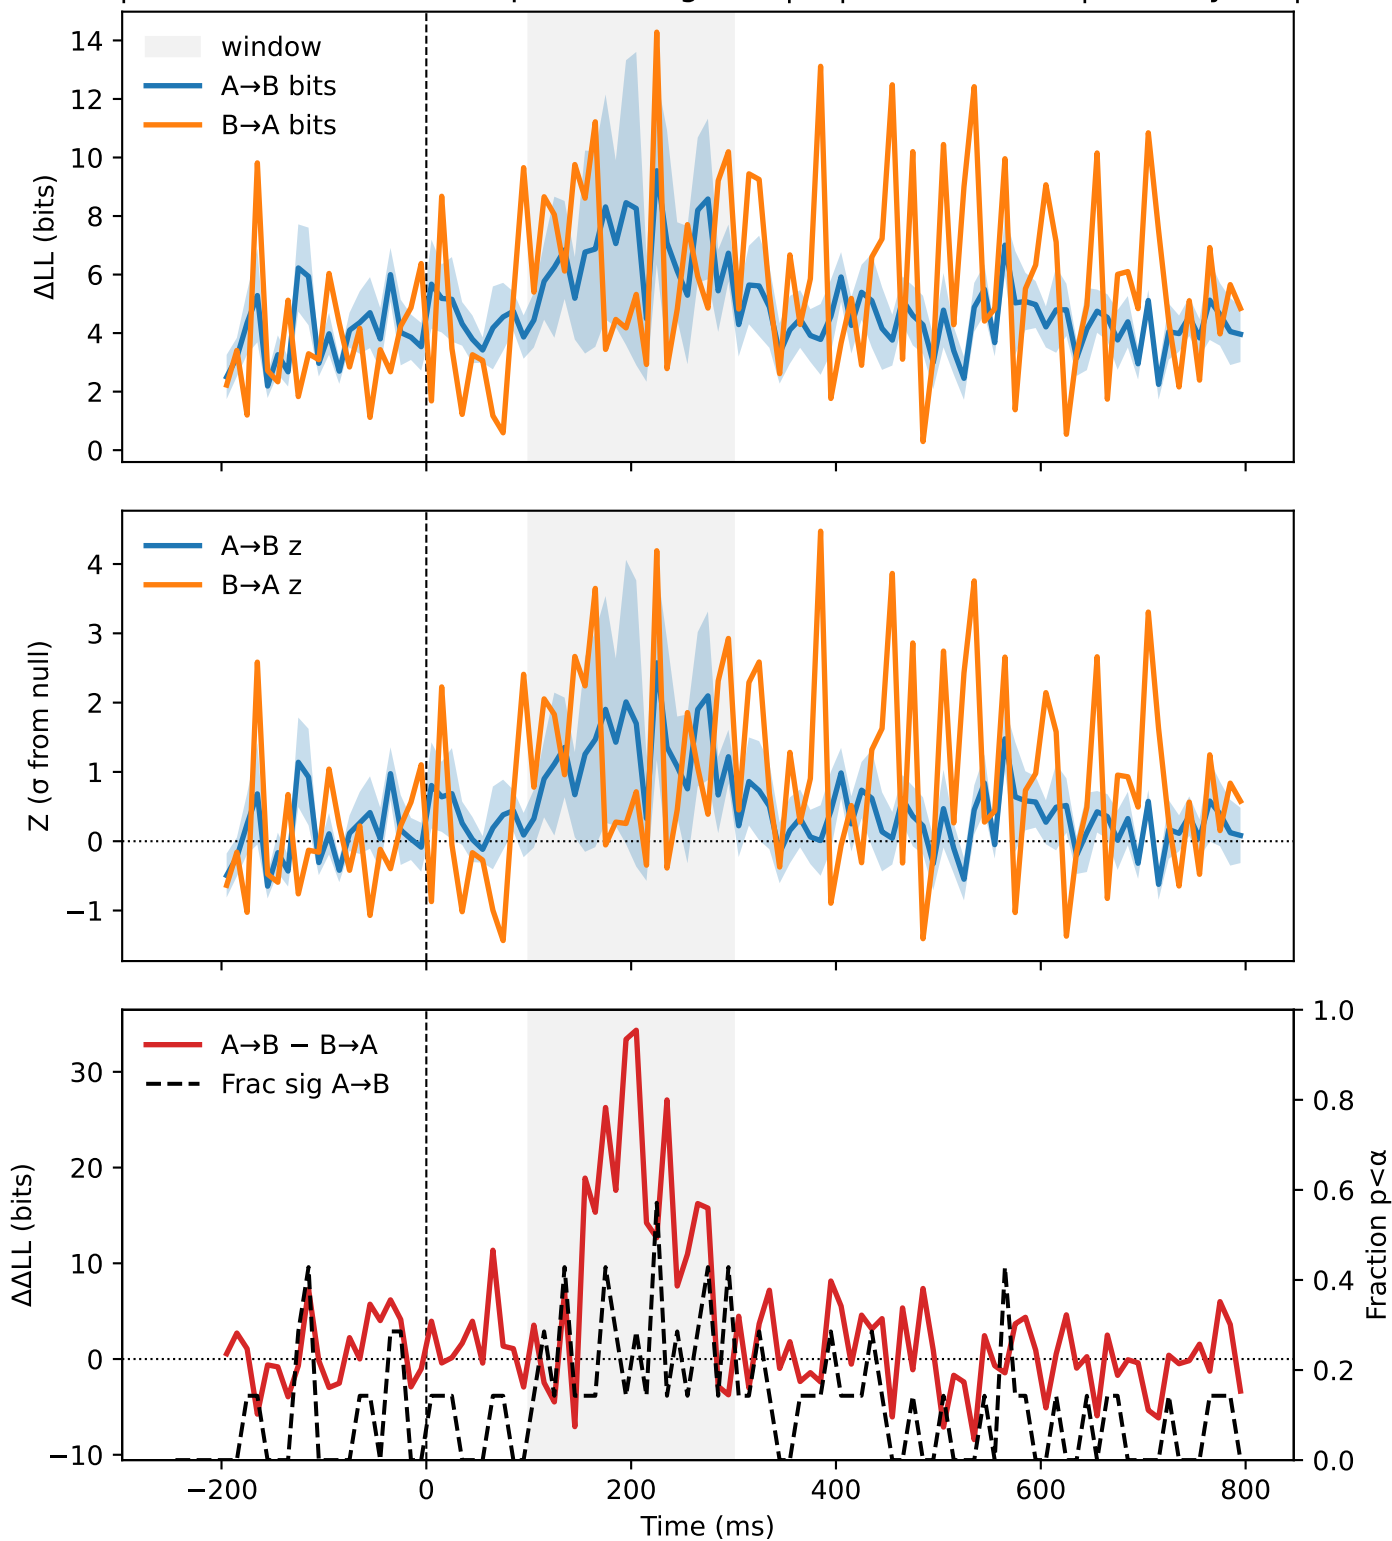 14
12
10
8
6
4
2
0
ΔLL (bits)
window
A→B bits
B→A bits
4
3
2
1
0
−1
Z (σ from null)
A→B z
B→A z
30
20
10
0
−10
ΔΔLL (bits)
A→B − B→A
Frac sig A→B
1.0
0.8
0.6
0.4
0.2
0.0
Fraction p<α
−200 0 200 400 600 800
Time (ms)